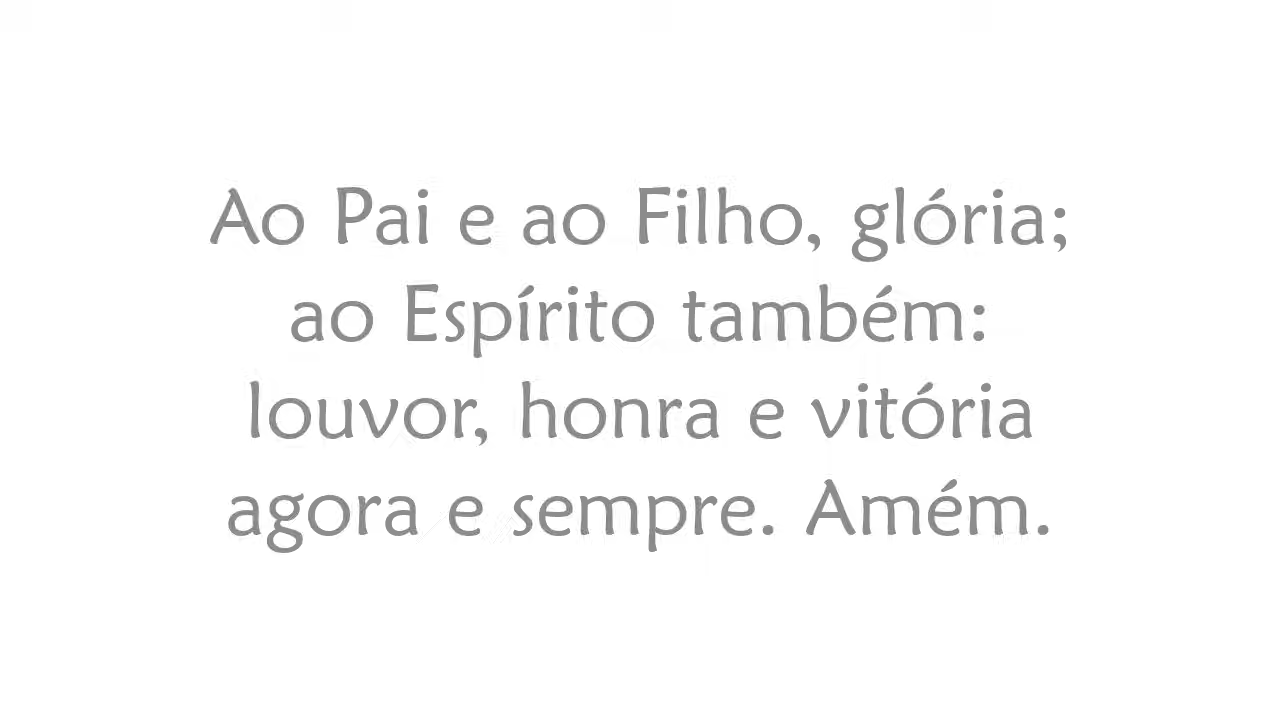 Ao Pai e ao Filho, glória;
ao Espírito também:
louvor, honra e vitória
agora e sempre. Amém.